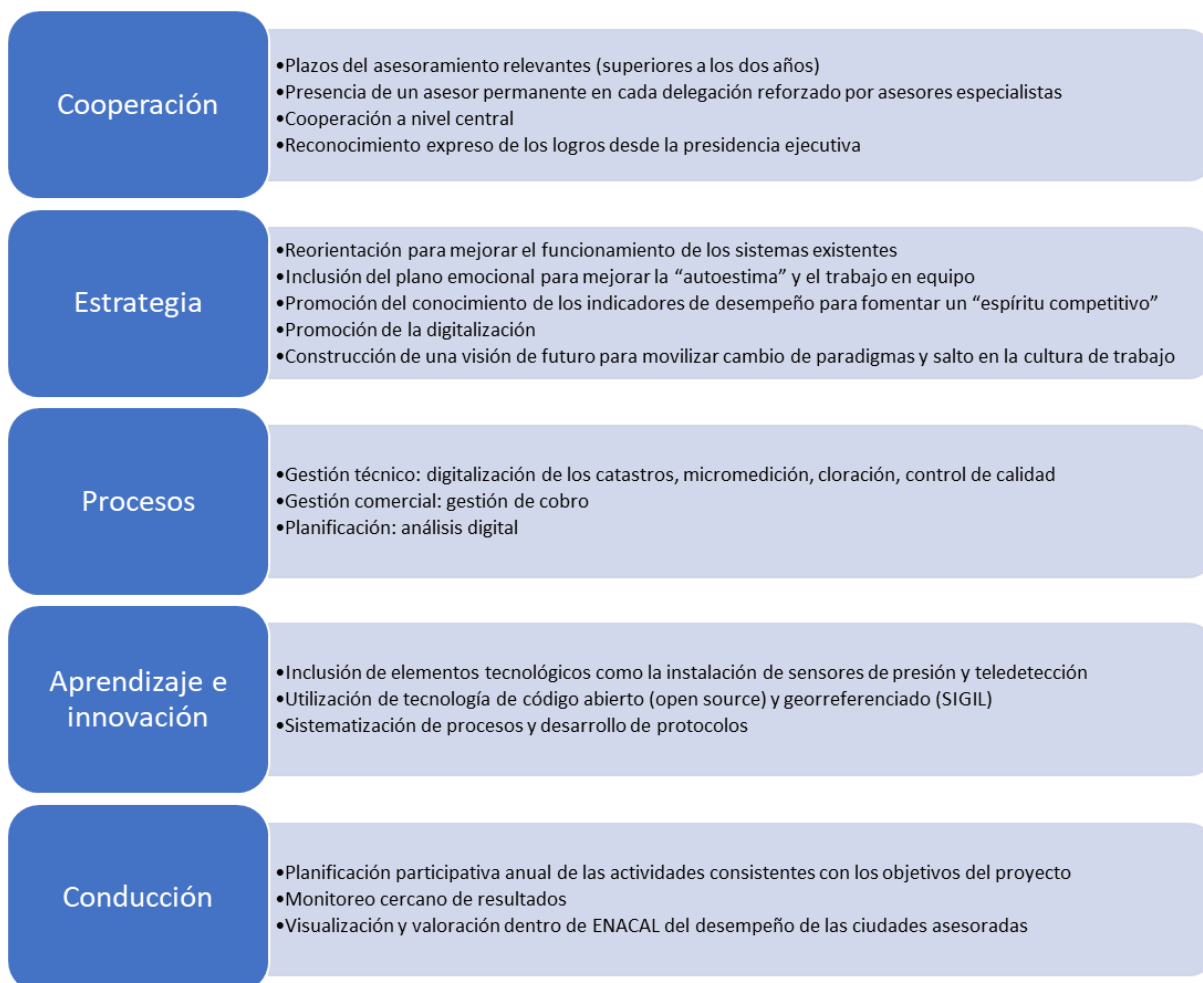 Cooperación
•Plazos del asesoramiento relevantes (superiores a los dos años)
•Presencia de un asesor permanente en cada delegación reforzado por asesores especialistas
•Cooperación a nivel central
•Reconocimiento expreso de los logros desde la presidencia ejecutiva
Estrategia
•Reorientación para mejorar el funcionamiento de los sistemas existentes
•Inclusión del plano emocional para mejorar la “autoestima” y el trabajo en equipo
•Promoción del conocimiento de los indicadores de desempeño para fomentar un “espíritu competitivo”
•Promoción de la digitalización
•Construcción de una visión de futuro para movilizar cambio de paradigmas y salto en la cultura de trabajo
Procesos
•Gestión técnico: digitalización de los catastros, micromedición, cloración, control de calidad
•Gestión comercial: gestión de cobro
•Planificación: análisis digital
Aprendizaje e
innovación
•Inclusión de elementos tecnológicos como la instalación de sensores de presión y teledetección
•Utilización de tecnología de código abierto (open source) y georreferenciado (SIGIL)
•Sistematización de procesos y desarrollo de protocolos
Conducción
•Planificación participativa anual de las actividades consistentes con los objetivos del proyecto
•Monitoreo cercano de resultados
•Visualización y valoración dentro de ENACAL del desempeño de las ciudades asesoradas